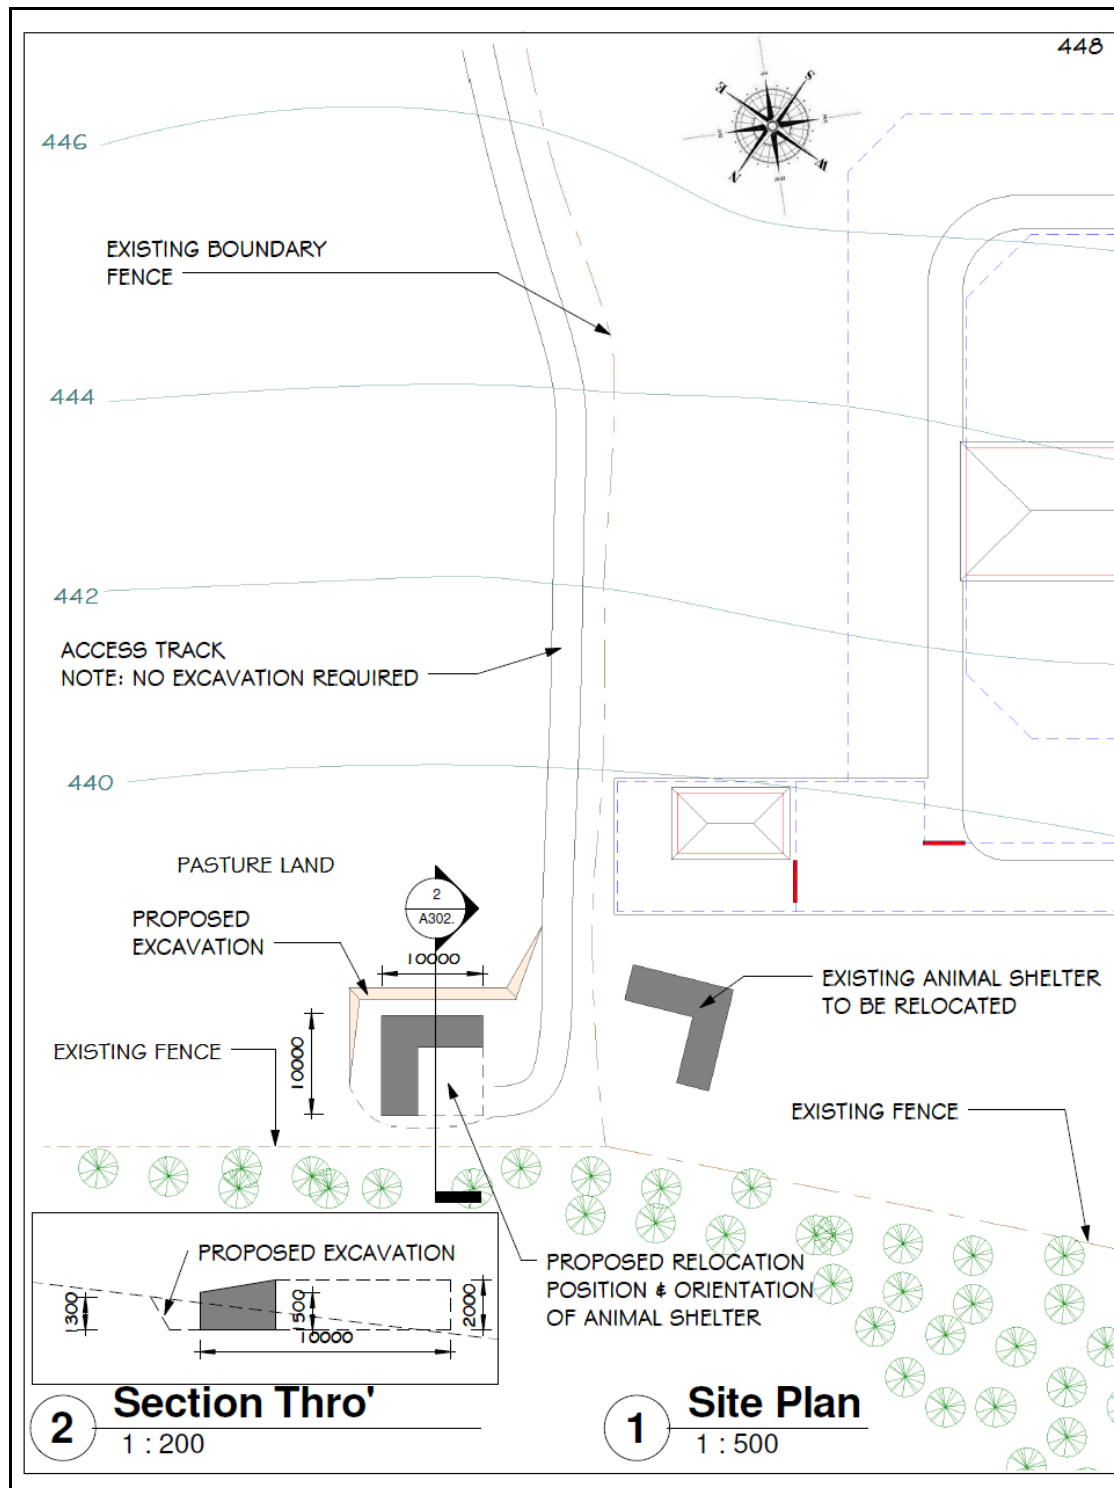 448
S
E
W
N
446
EXISTING BOUNDARY
FENCE
444
442
ACCESS TRACK
NOTE: NO EXCAVATION REQUIRED
440
PASTURE LAND
2
A302.
PROPOSED
EXCAVATION
10000
EXISTING ANIMAL SHELTER
TO BE RELOCATED
10000
EXISTING FENCE
EXISTING FENCE
PROPOSED EXCAVATION
1300
1500
2000
10000
PROPOSED RELOCATION
POSITION & ORIENTATION
OF ANIMAL SHELTER
2
Section Thro'
1 : 200
1
Site Plan
1 : 500